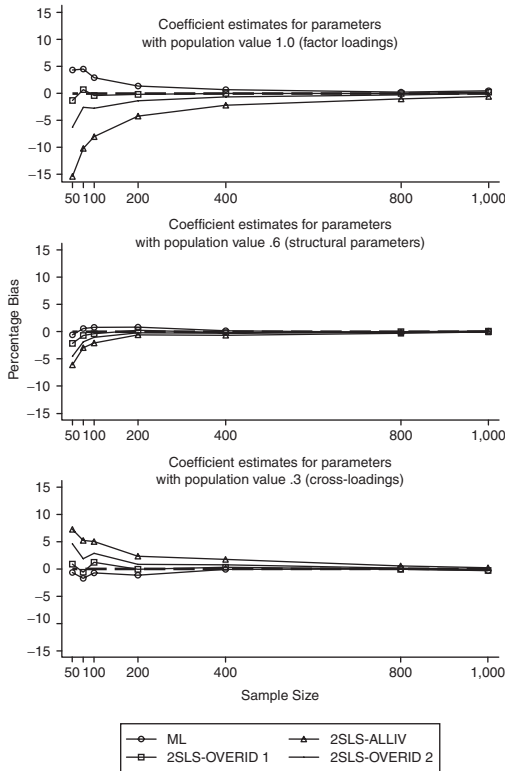 Coefficient estimates for parameters
with population value 1.0 (factor loadings)
15
10
5
0
−5
−10
−15
50 100 200 400 800 1,000
Coefficient estimates for parameters
with population value .6 (structural parameters)
15
10
5
0
−5
−10
−15
50 100 200 400 800 1,000
Percentage Bias
Coefficient estimates for parameters
with population value .3 (cross-loadings)
15
10
5
0
−5
−10
−15
50 100 200 400 800 1,000
Sample Size
ML
2SLS-ALLIV
2SLS-OVERID 1
2SLS-OVERID 2